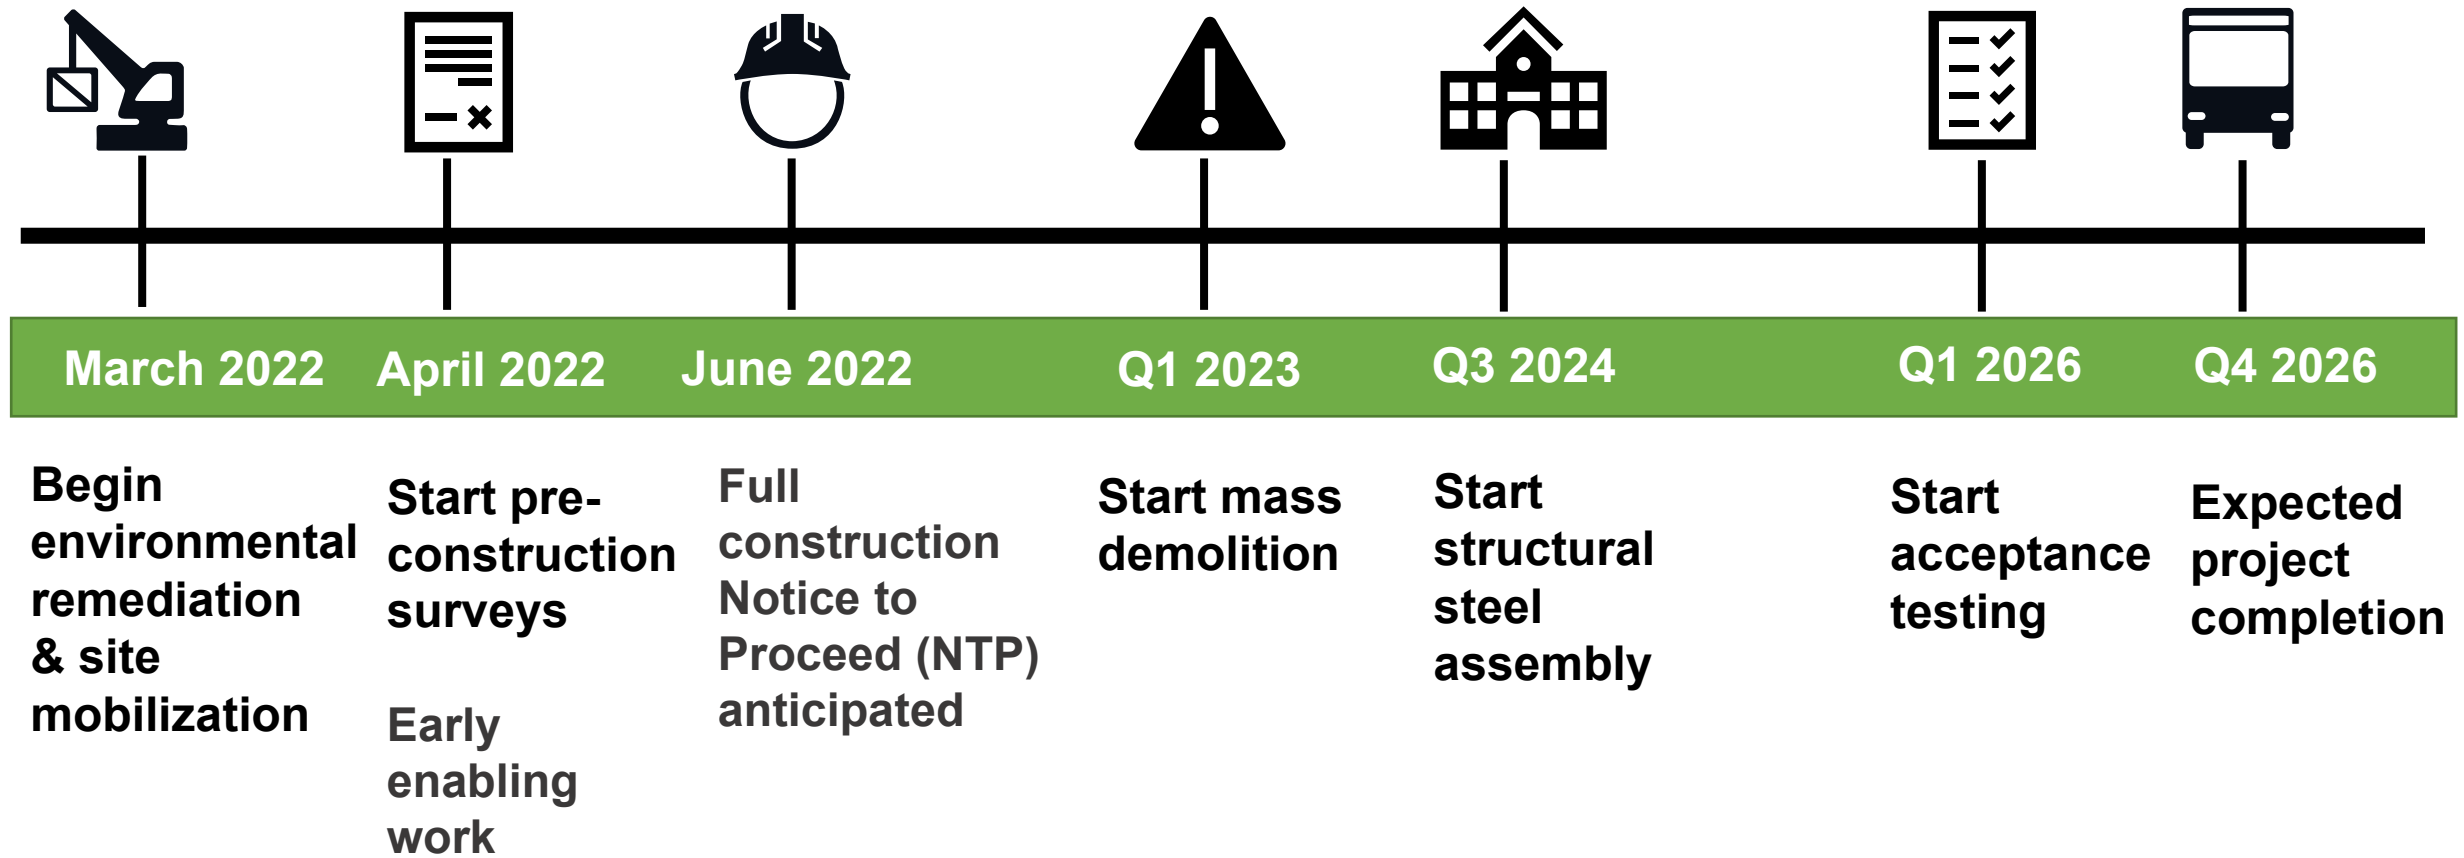 March 2022
April 2022
June 2022
Q1 2023
Q3 2024
Q1 2026
Q4 2026
Begin
environmental
remediation
& site
mobilization
Start pre-
construction
surveys
Early
enabling
work
Full
construction
Notice to
Proceed (NTP)
anticipated
Start mass
demolition
Start
structural
steel
assembly
Start
acceptance
testing
Expected
project
completion